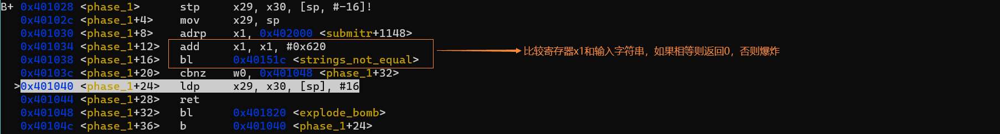 B+ 0x401028 <phase_1> stp x29, x30, [sp, #-16]!
0x40102c <phase_1+4> mov x29, sp
0x401030 <phase_1+8> adrp x1, 0x402000 <submitr+1148>
0x401034 <phase_1+12> add x1, x1, #0x620
比较寄存器x1和输入字符串，如果相等则返回0，否则爆炸
0x401038 <phase_1+16> bl 0x40151c <strings_not_equal>
0x40103c <phase_1+20> cbnz w0, 0x401048 <phase_1+32>
>0x401040 <phase_1+24> ldp x29, x30, [sp], #16
0x401044 <phase_1+28> ret
0x401048 <phase_1+32> bl 0x401820 <explode_bomb>
0x40104c <phase_1+36> b 0x401040 <phase_1+24>